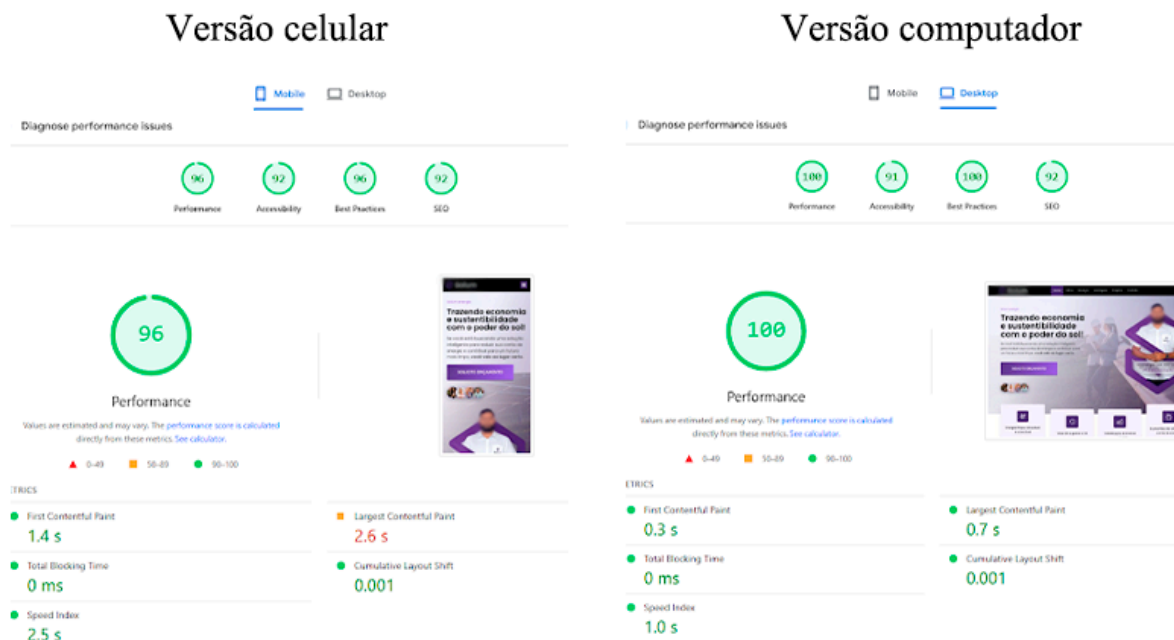 Versão celular
Mobile
Desktop
Diagnose performance issues
96
92
96
92
Performance
Accessibility
Best Practices
SEO
96
Trazendo economia
e sustentibilidade
com o poder do sol!
SOLICITE ORÇAMENTO
Performance
Values are estimated and may vary. The performance score is calculated
directly from these metrics. See calculator.
0–49
50–89
90–100
ETRICS
First Contentful Paint
1.4 s
Largest Contentful Paint
2.6 s
Total Blocking Time
0 ms
Cumulative Layout Shift
0.001
Speed Index
2.5 s
Versão computador
Mobile
Desktop
Diagnose performance issues
100
91
100
92
Performance
Accessibility
Best Practices
SEO
100
Trazendo economia
e sustentibilidade
com o poder do sol!
Performance
Values are estimated and may vary. The performance score is calculated
directly from these metrics. See calculator.
0–49
50–89
90–100
ETRICS
First Contentful Paint
0.3 s
Largest Contentful Paint
0.7 s
Total Blocking Time
0 ms
Cumulative Layout Shift
0.001
Speed Index
1.0 s